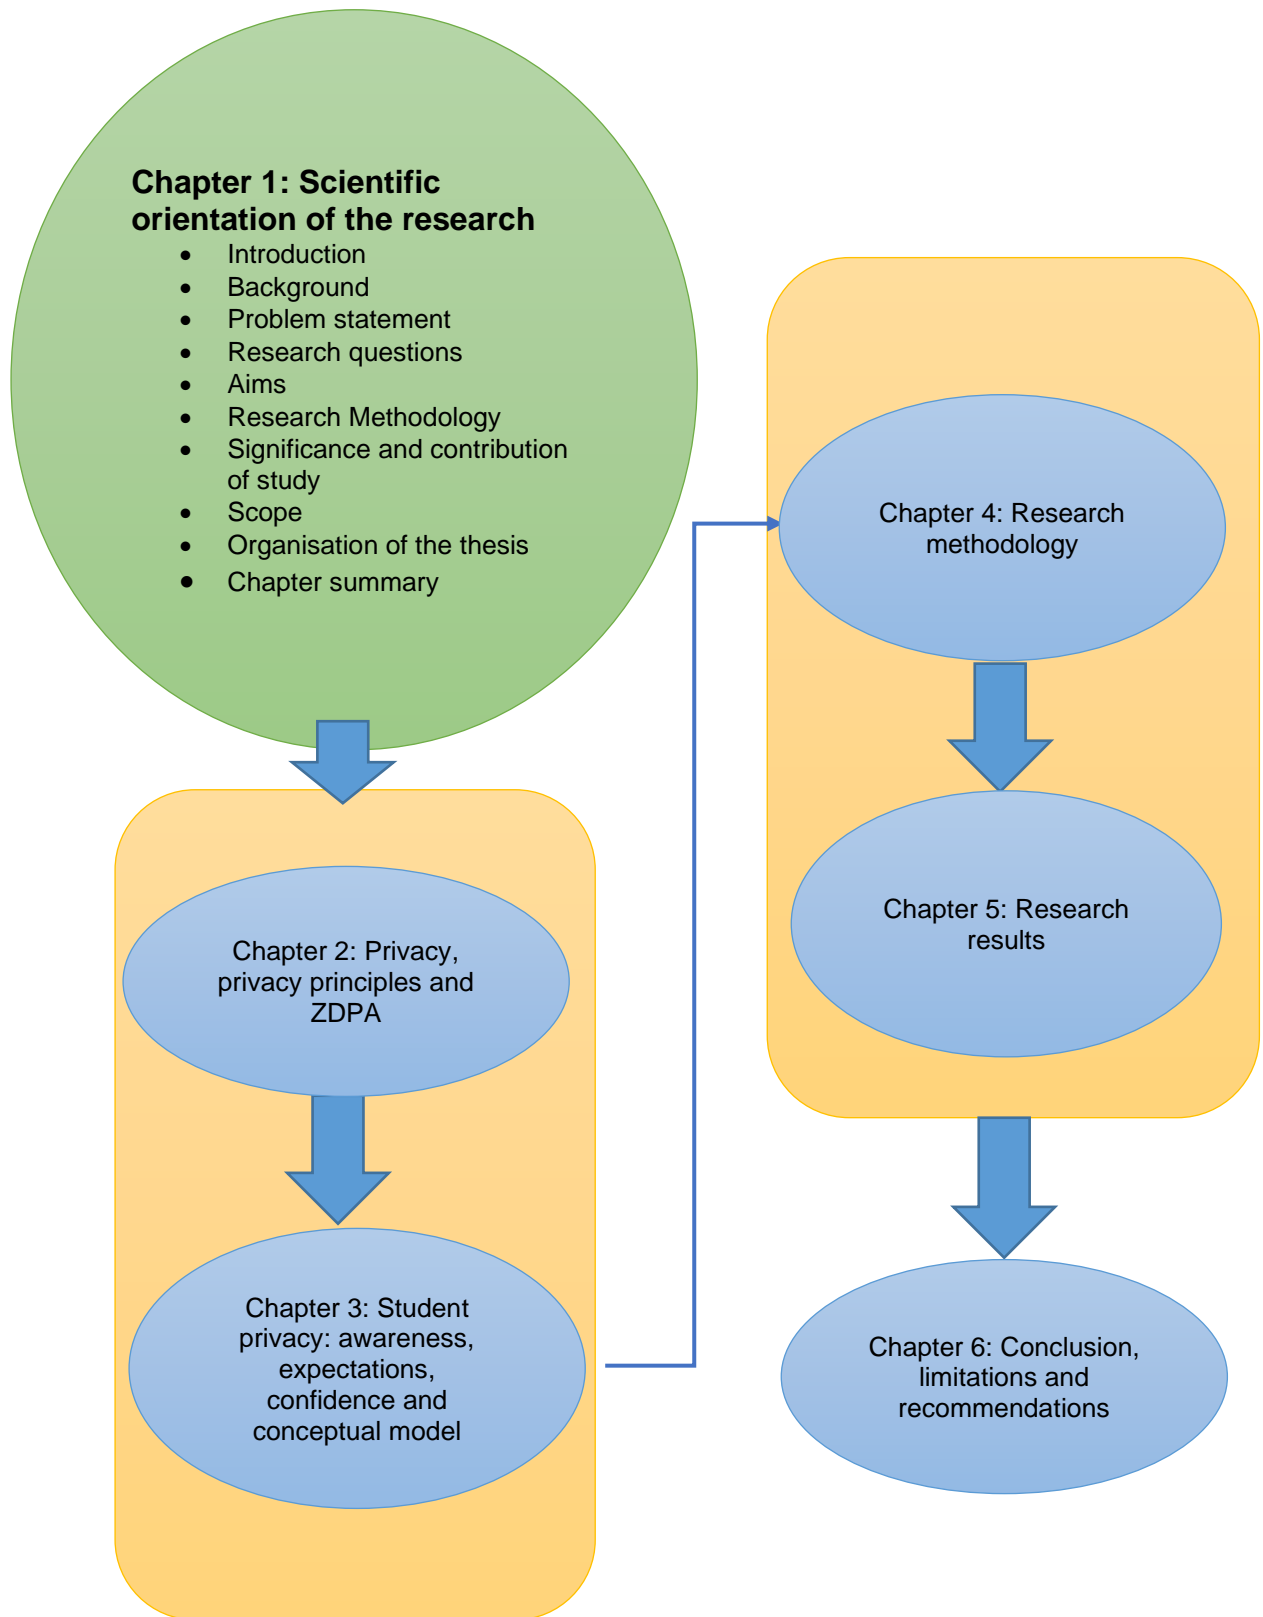 Chapter 1: Scientific
orientation of the research
• Introduction
• Background
• Problem statement
• Research questions
• Aims
• Research Methodology
• Significance and contribution
of study
• Scope
• Organisation of the thesis
• Chapter summary
Chapter 2: Privacy,
privacy principles and
ZDPA
Chapter 3: Student
privacy: awareness,
expectations,
confidence and
conceptual model
Chapter 4: Research
methodology
Chapter 5: Research
results
Chapter 6: Conclusion,
limitations and
recommendations